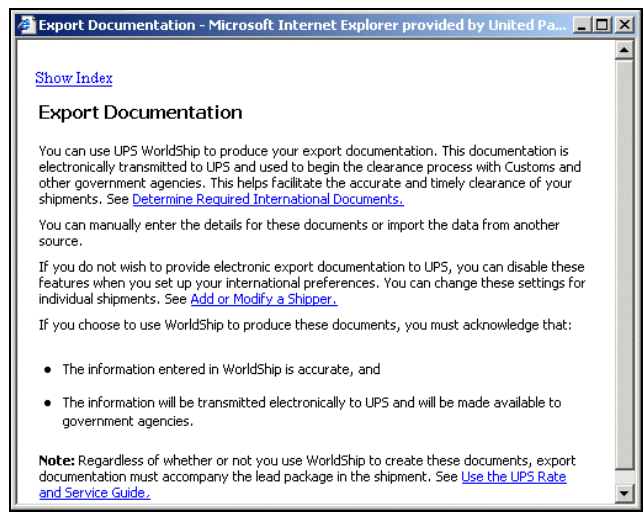 Export Documentation - Microsoft Internet Explorer provided by United Pa...
Show Index
Export Documentation
You can use UPS WorldShip to produce your export documentation. This documentation is
electronically transmitted to UPS and used to begin the clearance process with Customs and
other government agencies. This helps facilitate the accurate and timely clearance of your
shipments. See Determine Required International Documents.
You can manually enter the details for these documents or import the data from another
source.
If you do not wish to provide electronic export documentation to UPS, you can disable these
features when you set up your international preferences. You can change these settings for
individual shipments. See Add or Modify a Shipper.
If you choose to use WorldShip to produce these documents, you must acknowledge that:
• The information entered in WorldShip is accurate, and
• The information will be transmitted electronically to UPS and will be made available to
government agencies.
Note: Regardless of whether or not you use WorldShip to create these documents, export
documentation must accompany the lead package in the shipment. See Use the UPS Rate
and Service Guide.